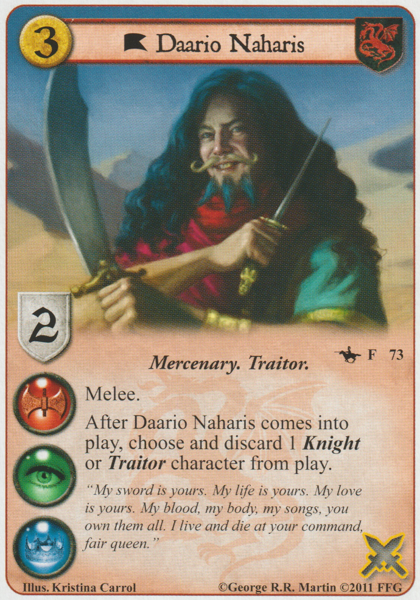 3
Daario Naharis
2
Mercenary. Traitor.
F 73
Melee.
After Daario Naharis comes into
play, choose and discard 1 Knight
or Traitor character from play.
"My sword is yours. My life is yours. My love
is yours. My blood, my body, my songs, you
own them all. I live and die at your command,
fair queen."
Illus. Kristina Carrol
©George R.R. Martin ©2011 FFG